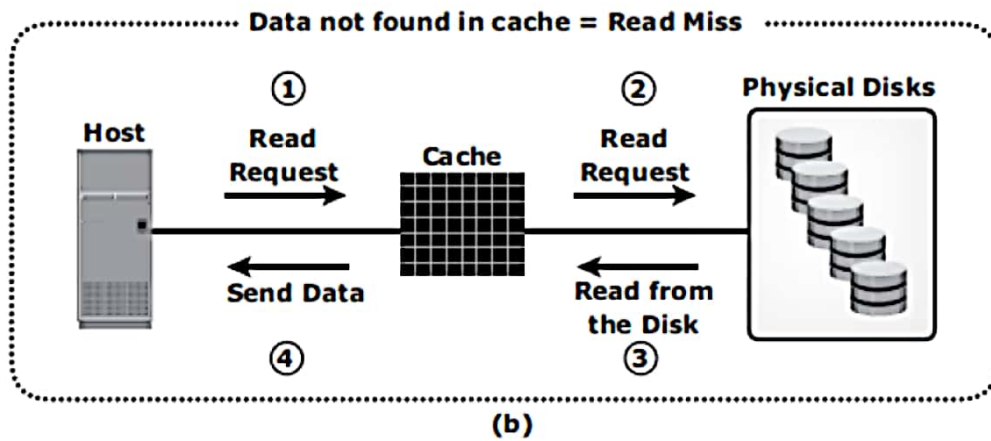 Data not found in cache = Read Miss
① ②
Physical Disks
Host
Read
Request
Cache
Read
Request
Send Data
Read from
the Disk
④ ③
(b)